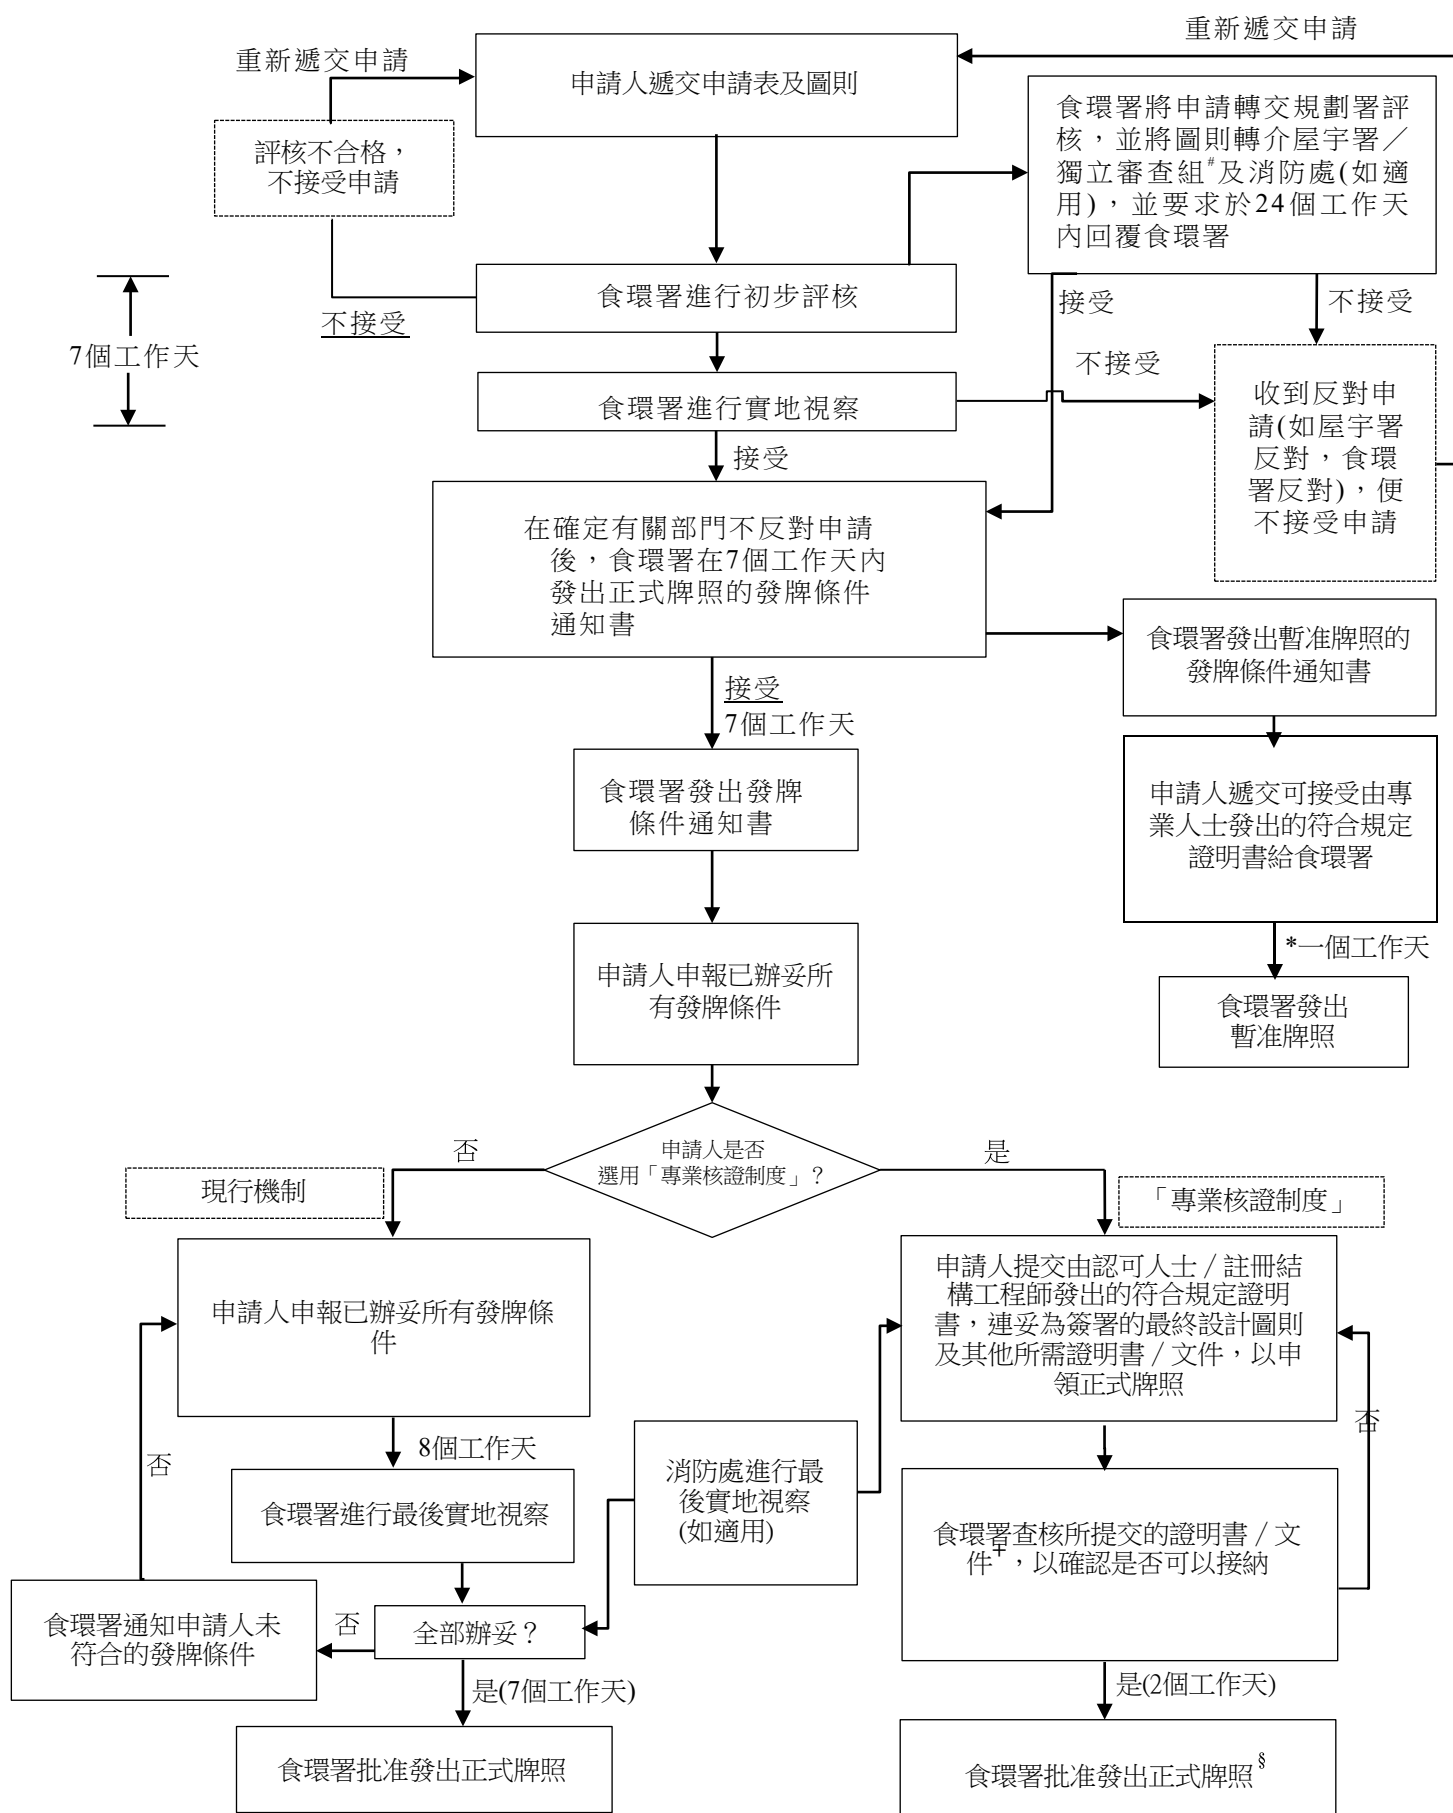 重新遞交申請
重新遞交申請
申請人遞交申請表及圖則
評核不合格，
不接受申請
食環署將申請轉交規劃署評
核，並將圖則轉介屋宇署／
獨立審查組#及消防處(如適
用)，並要求於24個工作天
內回覆食環署
食環署進行初步評核
不接受
接受
不接受
7個工作天
食環署進行實地視察
不接受
收到反對申
請(如屋宇署
反對，食環
署反對)，便
不接受申請
接受
在確定有關部門不反對申請
後，食環署在7個工作天內
發出正式牌照的發牌條件
通知書
食環署發出暫准牌照的
發牌條件通知書
接受
7個工作天
食環署發出發牌
條件通知書
申請人遞交可接受由專
業人士發出的符合規定
證明書給食環署
*一個工作天
申請人申報已辦妥所
有發牌條件
食環署發出
暫准牌照
申請人是否
選用「專業核證制度」？
否
是
現行機制
「專業核證制度」
申請人申報已辦妥所有發牌條
件
申請人提交由認可人士／註冊結
構工程師發出的符合規定證明
書，連妥為簽署的最終設計圖則
及其他所需證明書／文件，以申
領正式牌照
否
8個工作天
否
食環署進行最後實地視察
消防處進行最
後實地視察
(如適用)
食環署查核所提交的證明書／文
件+，以確認是否可以接納
食環署通知申請人未
符合的發牌條件
否
全部辦妥？
是(7個工作天)
是(2個工作天)
食環署批准發出正式牌照
食環署批准發出正式牌照§